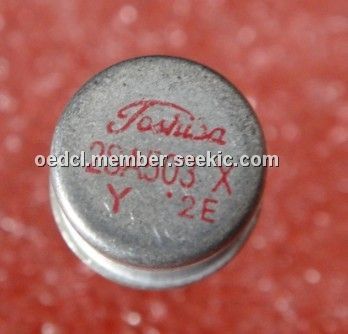 Toshiba
oedcl.member.seekic.com
2SA503 X
Y 2E